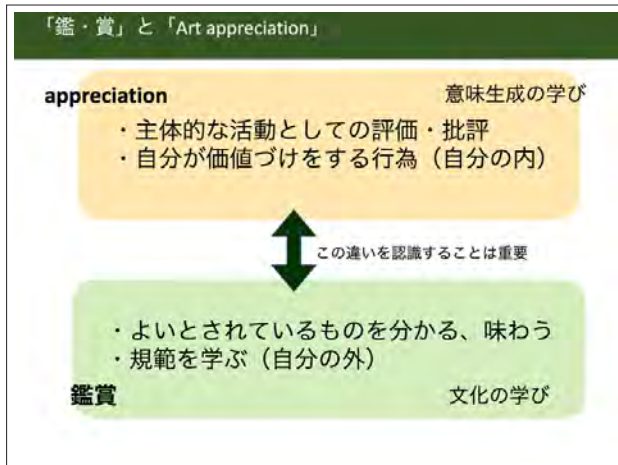 「鑑・賞」と「Art appreciation」
appreciation 意味生成の学び
・主体的な活動としての評価・批評
・自分が価値づけをする行為（自分の内）
この違いを認識することは重要
・よいとされているものを分かる、味わう
・規範を学ぶ（自分の外）
鑑賞 文化の学び